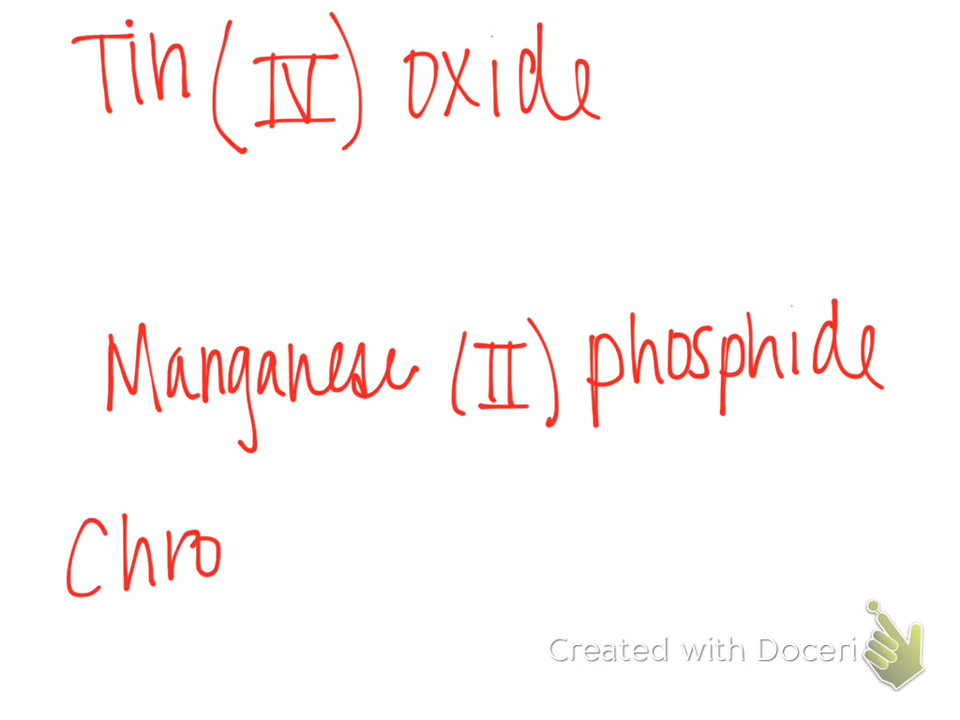 Tin (IV) oxide
Manganese (II) phosphide
Chro
Created with Doceri